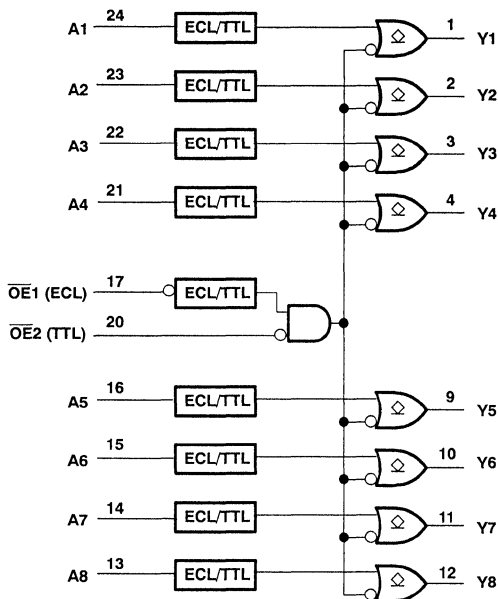 A1 24 ECL/TTL 1 Y1
A2 23 ECL/TTL 2 Y2
A3 22 ECL/TTL 3 Y3
A4 21 ECL/TTL 4 Y4
OE1 (ECL) 17 ECL/TTL
OE2 (TTL) 20
A5 16 ECL/TTL 9 Y5
A6 15 ECL/TTL 10 Y6
A7 14 ECL/TTL 11 Y7
A8 13 ECL/TTL 12 Y8